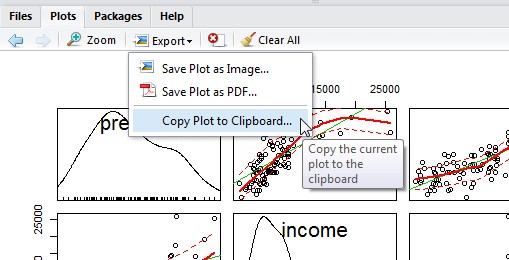 Files Plots Packages Help
Zoom Export Clear All
Save Plot as Image...
15000 25000
Save Plot as PDF...
Copy Plot to Clipboard...
pre
Copy the current
plot to the
clipboard
0 25000
income